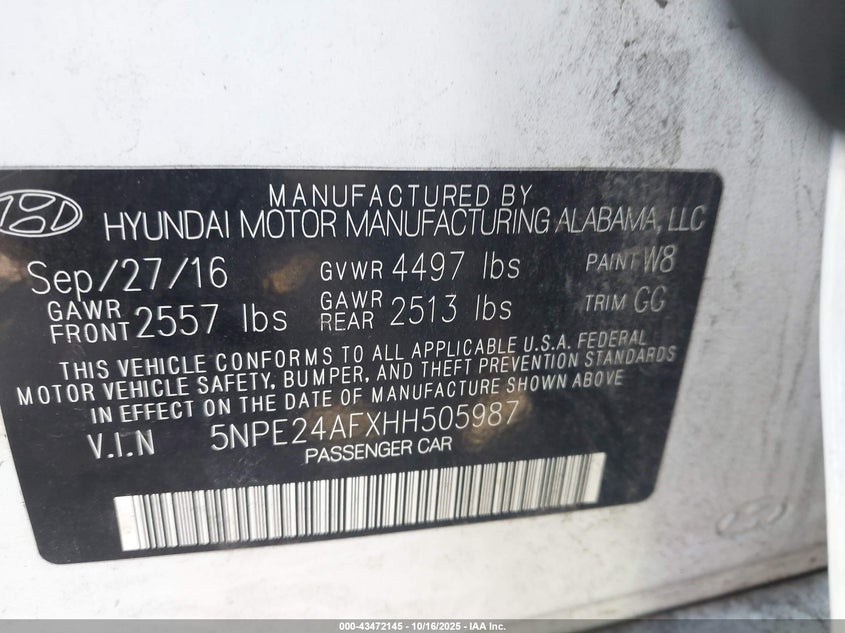 MANUFACTURED BY
HYUNDAI MOTOR MANUFACTURING ALABAMA, LLC
Sep/27/16 GVWR 4497 lbs PAINT W8
GAWR FRONT 2557 lbs GAWR REAR 2513 lbs TRIM GG
THIS VEHICLE CONFORMS TO ALL APPLICABLE U.S.A. FEDERAL
MOTOR VEHICLE SAFETY, BUMPER, AND THEFT PREVENTION STANDARDS
IN EFFECT ON THE DATE OF MANUFACTURE SHOWN ABOVE
V.I.N 5NPE24AFXHH505987
PASSENGER CAR
000-43472145 - 10/16/2025 - IAA Inc.